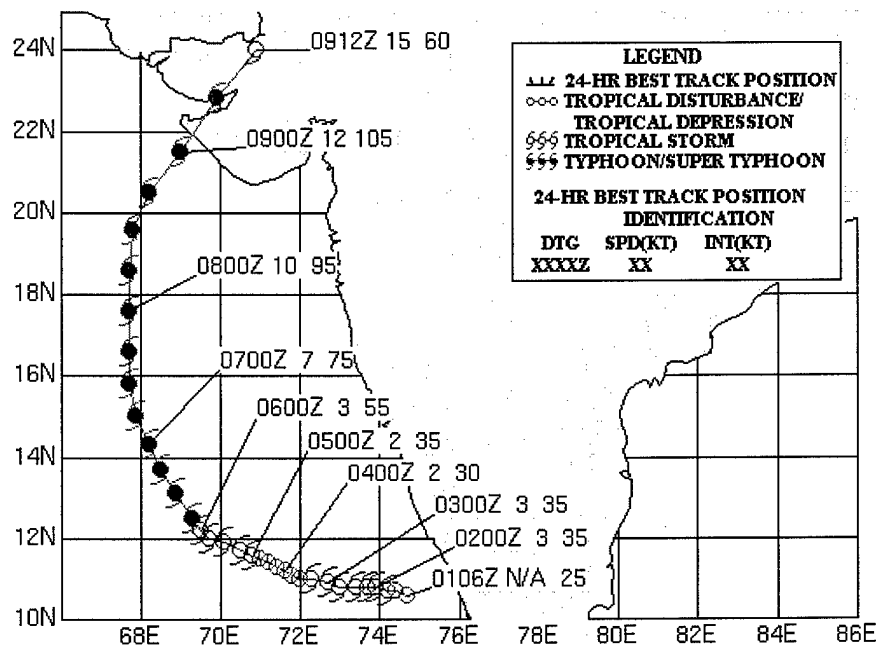 24N
22N
20N
18N
16N
14N
12N
10N
68E 70E 72E 74E 76E 78E 80E 82E 84E 86E
0912Z 15 60
0900Z 12 105
0800Z 10 95
0700Z 7 75
0600Z 3 55
0500Z 2 35
0400Z 2 30
0300Z 3 35
0200Z 3 35
0106Z N/A 25
LEGEND
24-HR BEST TRACK POSITION
TROPICAL DISTURBANCE/
TROPICAL DEPRESSION
TROPICAL STORM
TYPHOON/SUPER TYPHOON
24-HR BEST TRACK POSITION
IDENTIFICATION
DTG SPD(KT) INT(KT)
XXXXZ XX XX